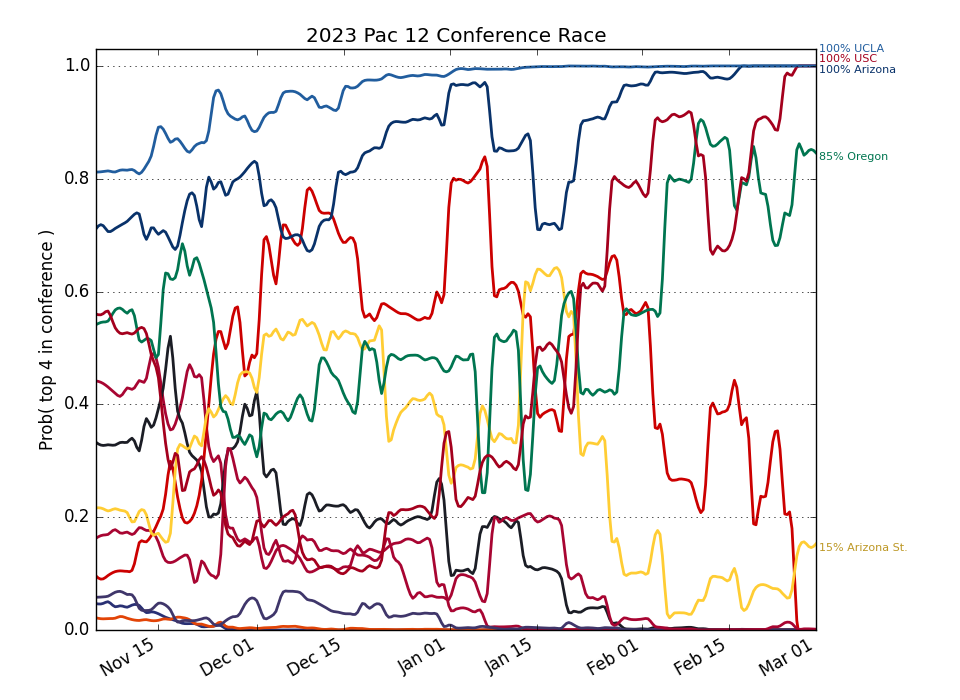 2023 Pac 12 Conference Race
100% UCLA
100% USC
100% Arizona
85% Oregon
15% Arizona St.
Prob( top 4 in conference )
1.0
0.8
0.6
0.4
0.2
0.0
Nov 15
Dec 01
Dec 15
Jan 01
Jan 15
Feb 01
Feb 15
Mar 01